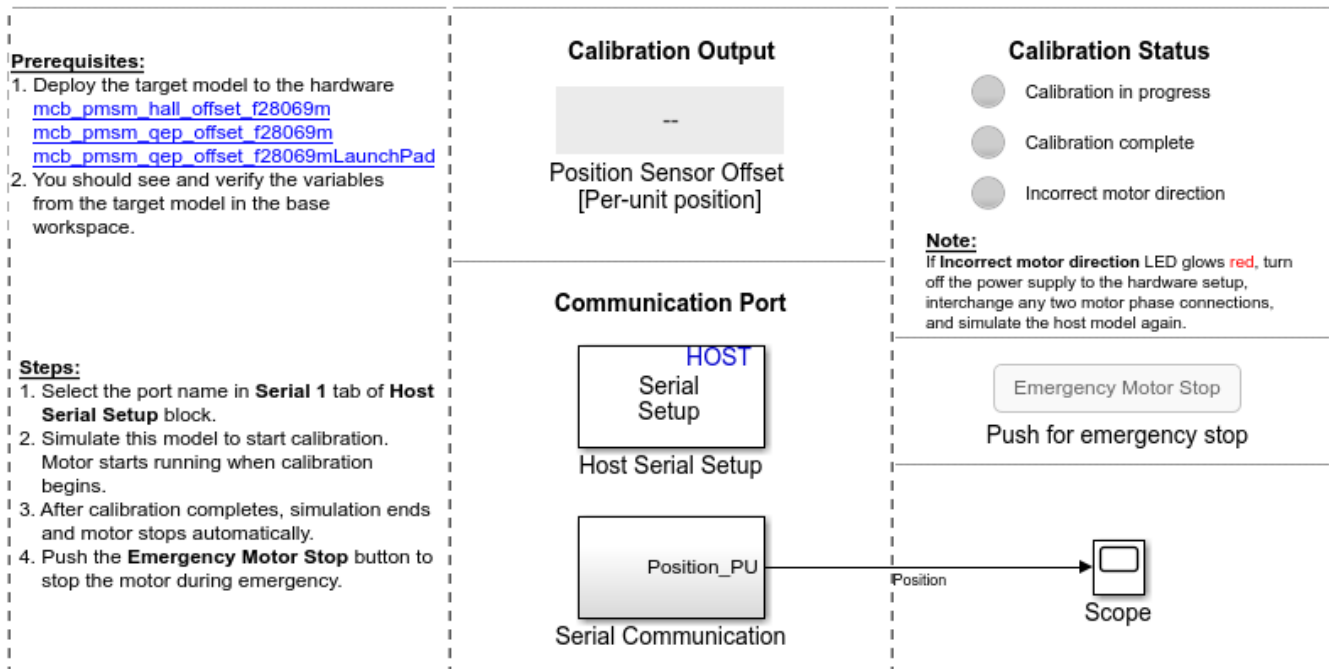 Prerequisites:
1. Deploy the target model to the hardware
mcb_pmsm_hall_offset_f28069m
mcb_pmsm_qep_offset_f28069m
mcb_pmsm_qep_offset_f28069mLaunchPad
2. You should see and verify the variables
from the target model in the base
workspace.
Steps:
1. Select the port name in Serial 1 tab of Host
Serial Setup block.
2. Simulate this model to start calibration.
Motor starts running when calibration
begins.
3. After calibration completes, simulation ends
and motor stops automatically.
4. Push the Emergency Motor Stop button to
stop the motor during emergency.
Calibration Output
--
Position Sensor Offset
[Per-unit position]
Communication Port
HOST
Serial
Setup
Host Serial Setup
Position_PU
Serial Communication
Calibration Status
Calibration in progress
Calibration complete
Incorrect motor direction
Note:
If Incorrect motor direction LED glows red, turn
off the power supply to the hardware setup,
interchange any two motor phase connections,
and simulate the host model again.
Emergency Motor Stop
Push for emergency stop
Position
Scope